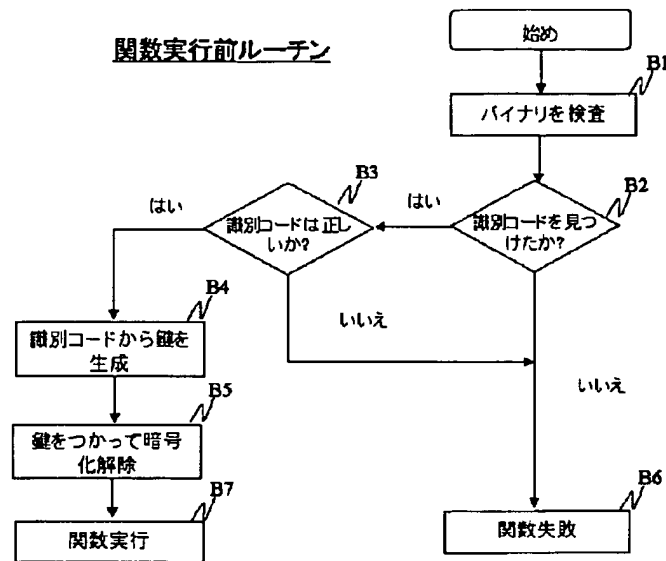 関数実行前ルーチン
始め
B1
バイナリを検査
B3
B2
はい
はい
識別コードは正し
いか?
識別コードを見つ
けたか?
B4
識別コードから鍵を
生成
いいえ
いいえ
B5
鍵をつかって暗号
化解除
B7
関数実行
B6
関数失敗